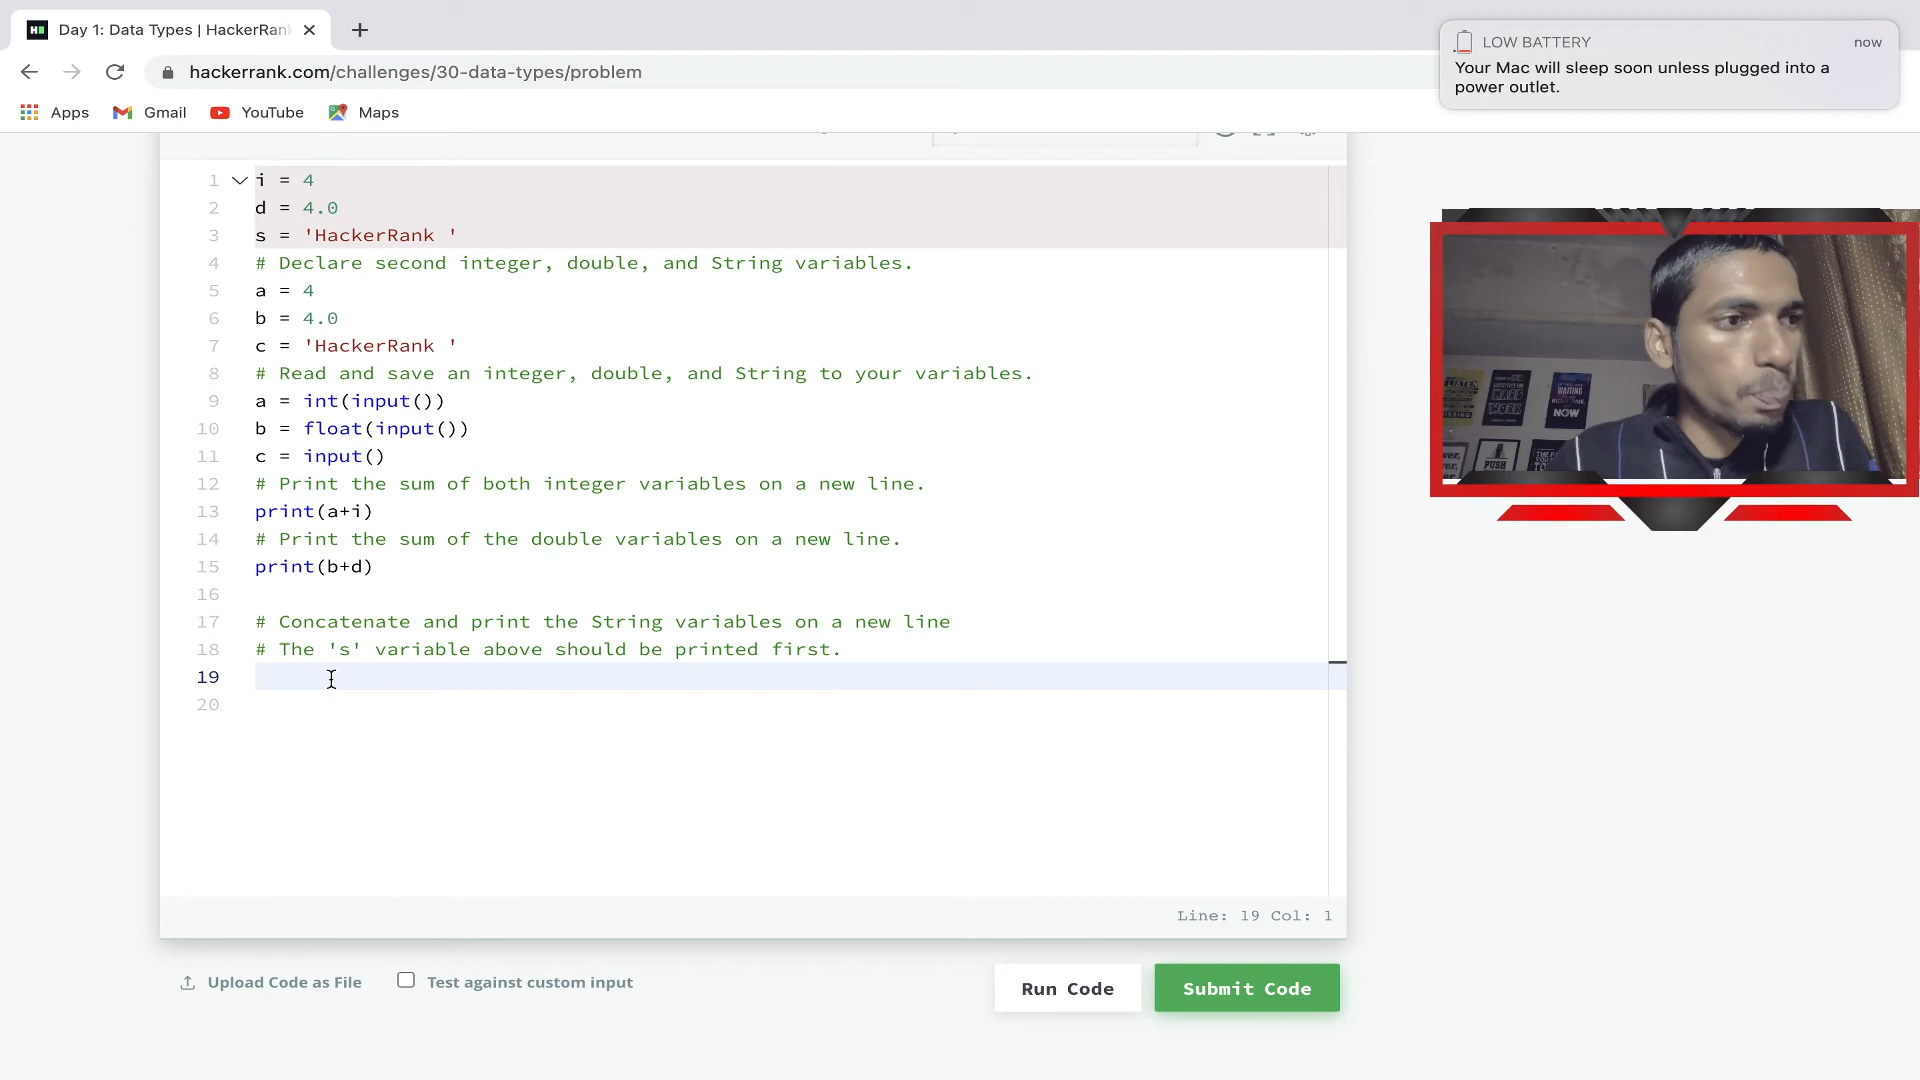 Day 1: Data Types | HackerRan
LOW BATTERY
now
Your Mac will sleep soon unless plugged into a
power outlet.
hackerrank.com/challenges/30-data-types/problem
Apps
Gmail
YouTube
Maps
1 i = 4
2 d = 4.0
3 s = 'HackerRank '
4 # Declare second integer, double, and String variables.
5 a = 4
6 b = 4.0
7 c = 'HackerRank '
8 # Read and save an integer, double, and String to your variables.
9 a = int(input())
10 b = float(input())
11 c = input()
12 # Print the sum of both integer variables on a new line.
13 print(a+i)
14 # Print the sum of the double variables on a new line.
15 print(b+d)
16
17 # Concatenate and print the String variables on a new line
18 # The 's' variable above should be printed first.
19
20
Line: 19 Col: 1
Upload Code as File
Test against custom input
Run Code
Submit Code
LISTEN
HARD
WORK
WAITING
NOW
PUSH